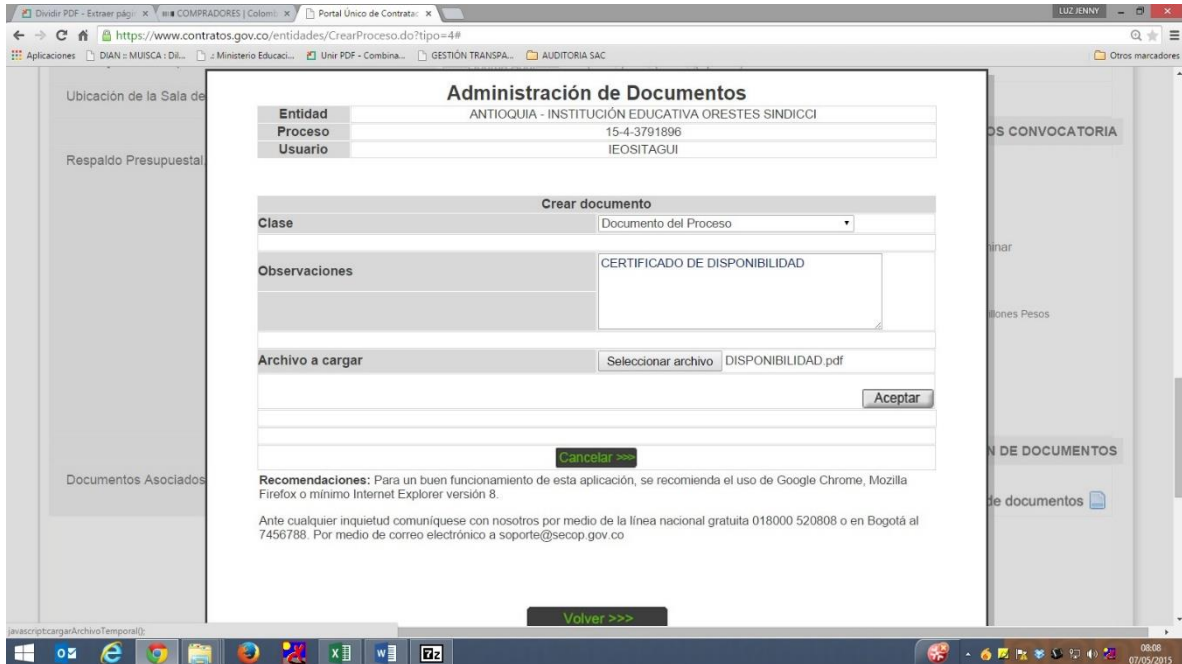 Dividir PDF - Extraer págin
COMPRADORES | Colombi
Portal Único de Contratac
LUZ JENNY
https://www.contratos.gov.co/entidades/CrearProceso.do?tipo=4#
Aplicaciones
DIAN :: MUISCA : Dil...
.: Ministerio Educaci...
Unir PDF - Combina...
GESTIÓN TRANSPA...
AUDITORIA SAC
Otros marcadores
Ubicación de la Sala de
OS CONVOCATORIA
Respaldo Presupuestal.
minar
illones Pesos
N DE DOCUMENTOS
Documentos Asociados
de documentos
Administración de Documentos
Entidad ANTIOQUIA - INSTITUCIÓN EDUCATIVA ORESTES SINDICCI
Proceso 15-4-3791896
Usuario IEOSITAGUI
Crear documento
Clase Documento del Proceso
Observaciones CERTIFICADO DE DISPONIBILIDAD
Archivo a cargar Seleccionar archivo DISPONIBILIDAD.pdf
Aceptar
Cancelar >>>
Recomendaciones: Para un buen funcionamiento de esta aplicación, se recomienda el uso de Google Chrome, Mozilla
Firefox o mínimo Internet Explorer versión 8.
Ante cualquier inquietud comuníquese con nosotros por medio de la línea nacional gratuita 018000 520808 o en Bogotá al
7456788. Por medio de correo electrónico a soporte@secop.gov.co
Volver >>>
javascript:cargarArchivoTemporal();
08:08
07/05/2015